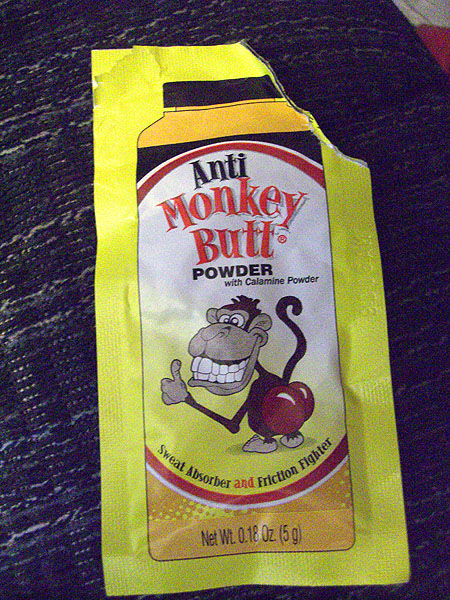 Anti
Monkey
Butt®
POWDER
with Calamine Powder
Sweat Absorber and Friction Fighter
Net Wt. 0.18 Oz. (5 g)